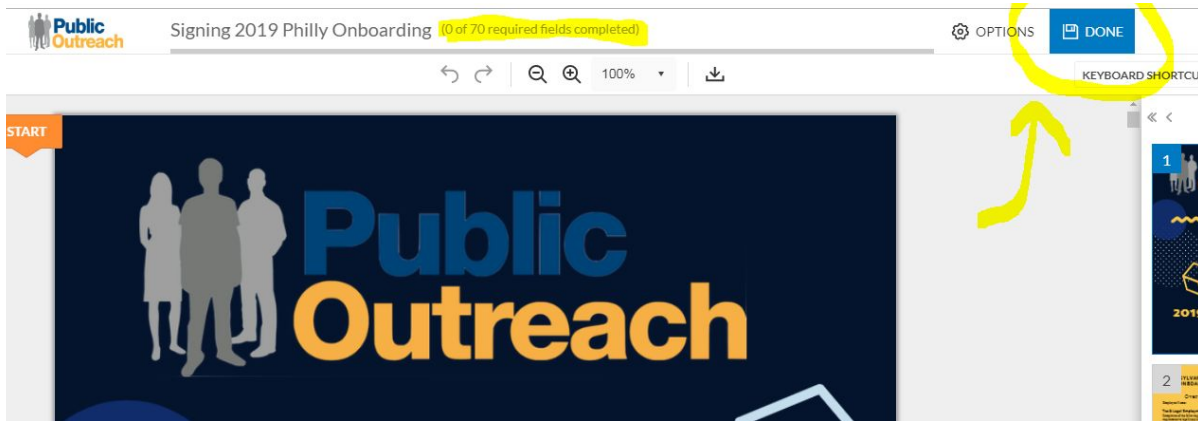 Public
Outreach
Signing 2019 Philly Onboarding (0 of 70 required fields completed)
OPTIONS
DONE
100%
KEYBOARD SHORTCU
START
Public
Outreach
1
2019
2